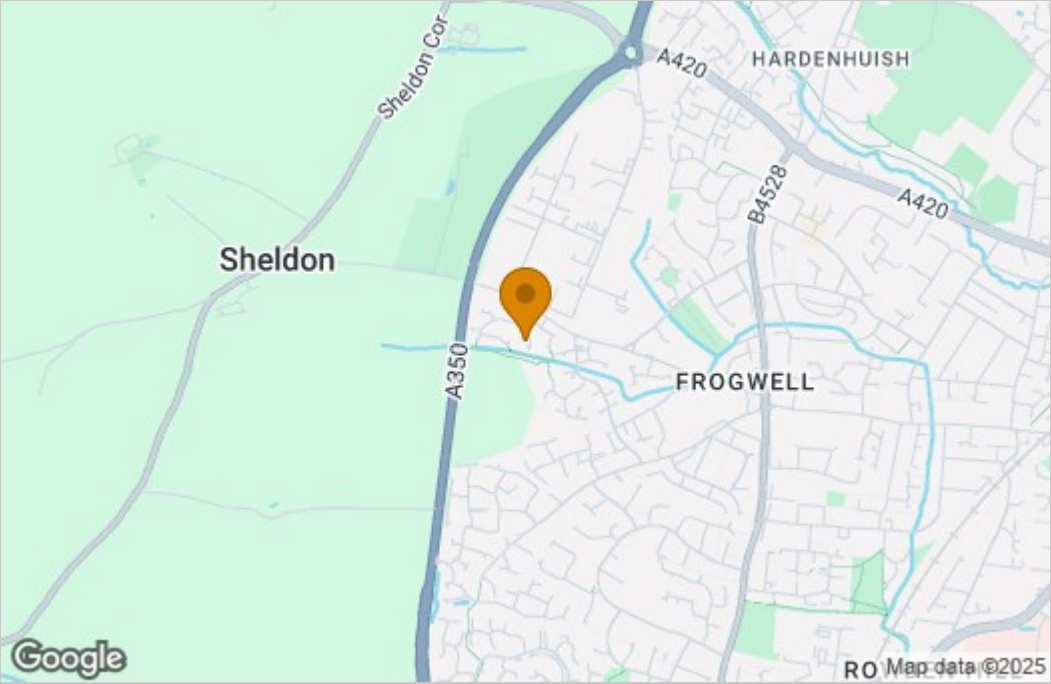 Sheldon Cor
A420
HARDENHUISH
B4528
A420
Sheldon
A350
FROGWELL
Google
Map data ©2025